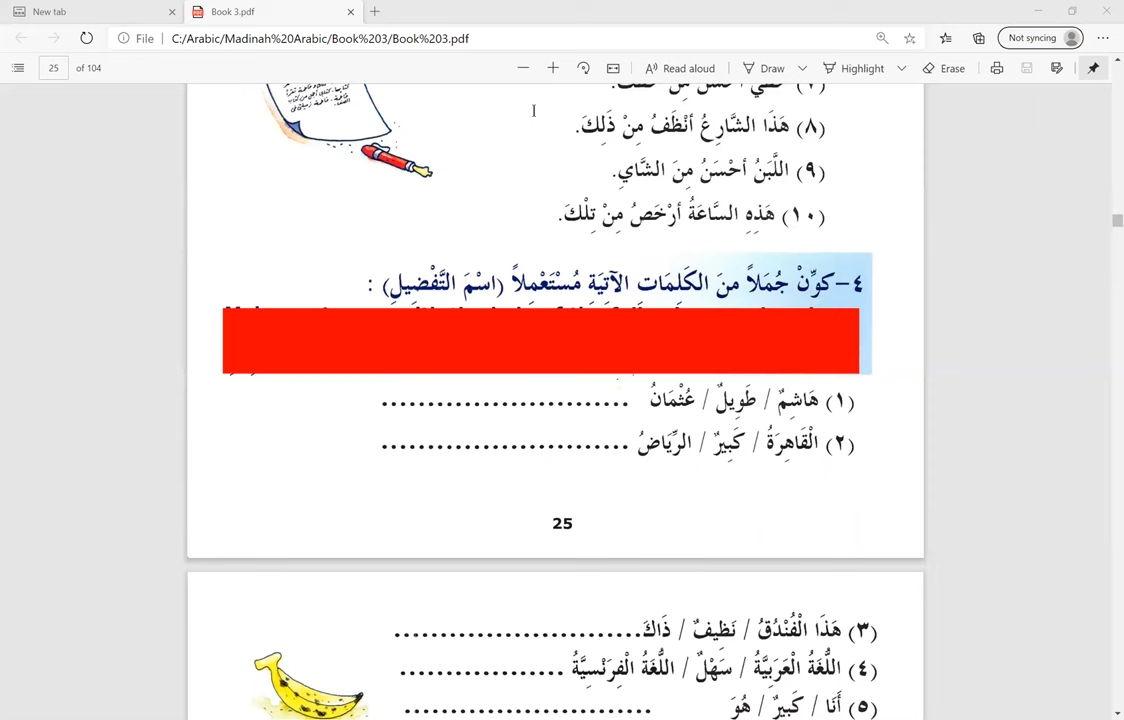 New tab
Book 3.pdf
File C:/Arabic/Madinah%20Arabic/Book%203/Book%203.pdf
Not syncing
25 of 104
Read aloud
Draw
Highlight
Erase
(٨) هَذَا الشَّارِعُ أَنْظَفُ مِنْ ذَلِكَ.
(٩) اللَّبَنُ أَحْسَنُ مِنَ الشَّايِ.
(١٠) هَذِهِ السَّاعَةُ أَرْخَصُ مِنْ تِلْكَ.
٤- كوِّنْ جُمَلاً منَ الكَلِمَاتِ الآتِيَةِ مُسْتَعْمِلاً (اسْمَ التَّفْضِيلِ) :
(١) هَاشِمٌ / طَوِيلٌ / عُثْمَانُ ...........................
(٢) الْقَاهِرَةُ / كَبِيرٌ / الرِّيَاضُ ...........................
25
(٣) هَذَا الْفُنْدُقُ / نَظِيفٌ / ذَاكَ...........................
(٤) اللُّغَةُ الْعَرَبِيَّةُ / سَهْلٌ / اللُّغَةُ الْفِرَنْسِيَّةُ ..................
(٥) أَنَا / كَبِيرٌ / هُوَ ...........................